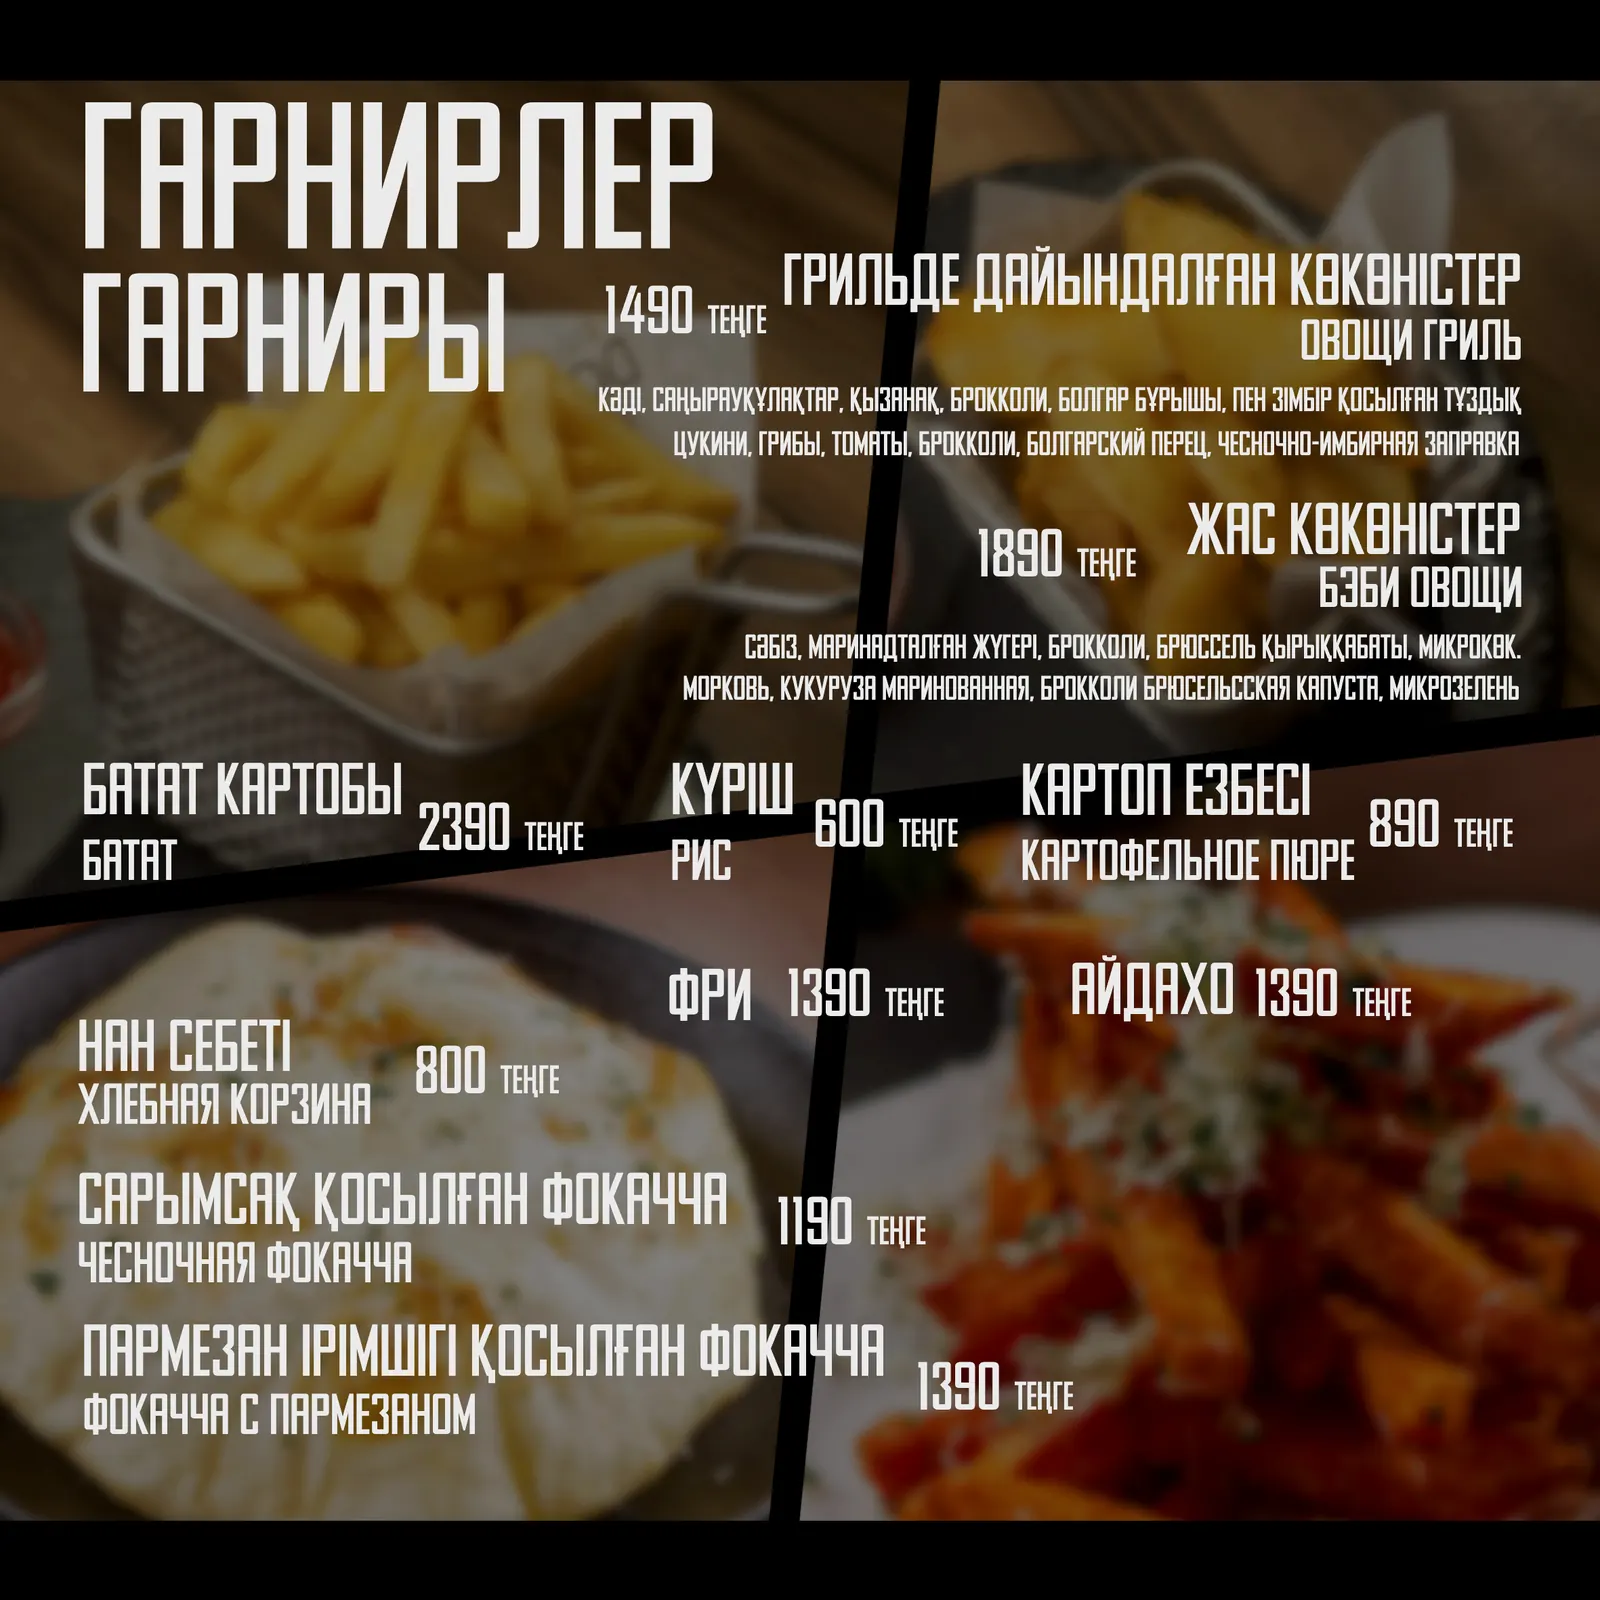 ГАРНИРЛЕР
ГАРНИРЫ
1490 ТЕҢГЕ
ГРИЛЬДЕ ДАЙЫНДАЛҒАН КӨКӨНІСТЕР
ОВОЩИ ГРИЛЬ
КӘДІ, САҢЫРАУҚҰЛАҚТАР, ҚЫЗАНАҚ, БРОККОЛИ, БОЛГАР БҰРЫШЫ, ПЕН ЗІМБІР ҚОСЫЛҒАН ТҰЗДЫҚ
ЦУКИНИ, ГРИБЫ, ТОМАТЫ, БРОККОЛИ, БОЛГАРСКИЙ ПЕРЕЦ, ЧЕСНОЧНО-ИМБИРНАЯ ЗАПРАВКА
1890 ТЕҢГЕ
ЖАС КӨКӨНІСТЕР
БЭБИ ОВОЩИ
СӘБІЗ, МАРИНАДТАЛҒАН ЖҮГЕРІ, БРОККОЛИ, БРЮССЕЛЬ ҚЫРЫҚҚАБАТЫ, МИКРОКӨК.
МОРКОВЬ, КУКУРУЗА МАРИНОВАННАЯ, БРОККОЛИ БРЮСЕЛЬССКАЯ КАПУСТА, МИКРОЗЕЛЕНЬ
БАТАТ КАРТОБЫ
БАТАТ
2390 ТЕҢГЕ
КҮРІШ
РИС
600 ТЕҢГЕ
КАРТОП ЕЗБЕСІ
КАРТОФЕЛЬНОЕ ПЮРЕ
890 ТЕҢГЕ
ФРИ 1390 ТЕҢГЕ
АЙДАХО 1390 ТЕҢГЕ
НАН СЕБЕТІ
ХЛЕБНАЯ КОРЗИНА
800 ТЕҢГЕ
САРЫМСАҚ ҚОСЫЛҒАН ФОКАЧЧА
ЧЕСНОЧНАЯ ФОКАЧЧА
1190 ТЕҢГЕ
ПАРМЕЗАН ІРІМШІГІ ҚОСЫЛҒАН ФОКАЧЧА
ФОКАЧЧА С ПАРМЕЗАНОМ
1390 ТЕҢГЕ